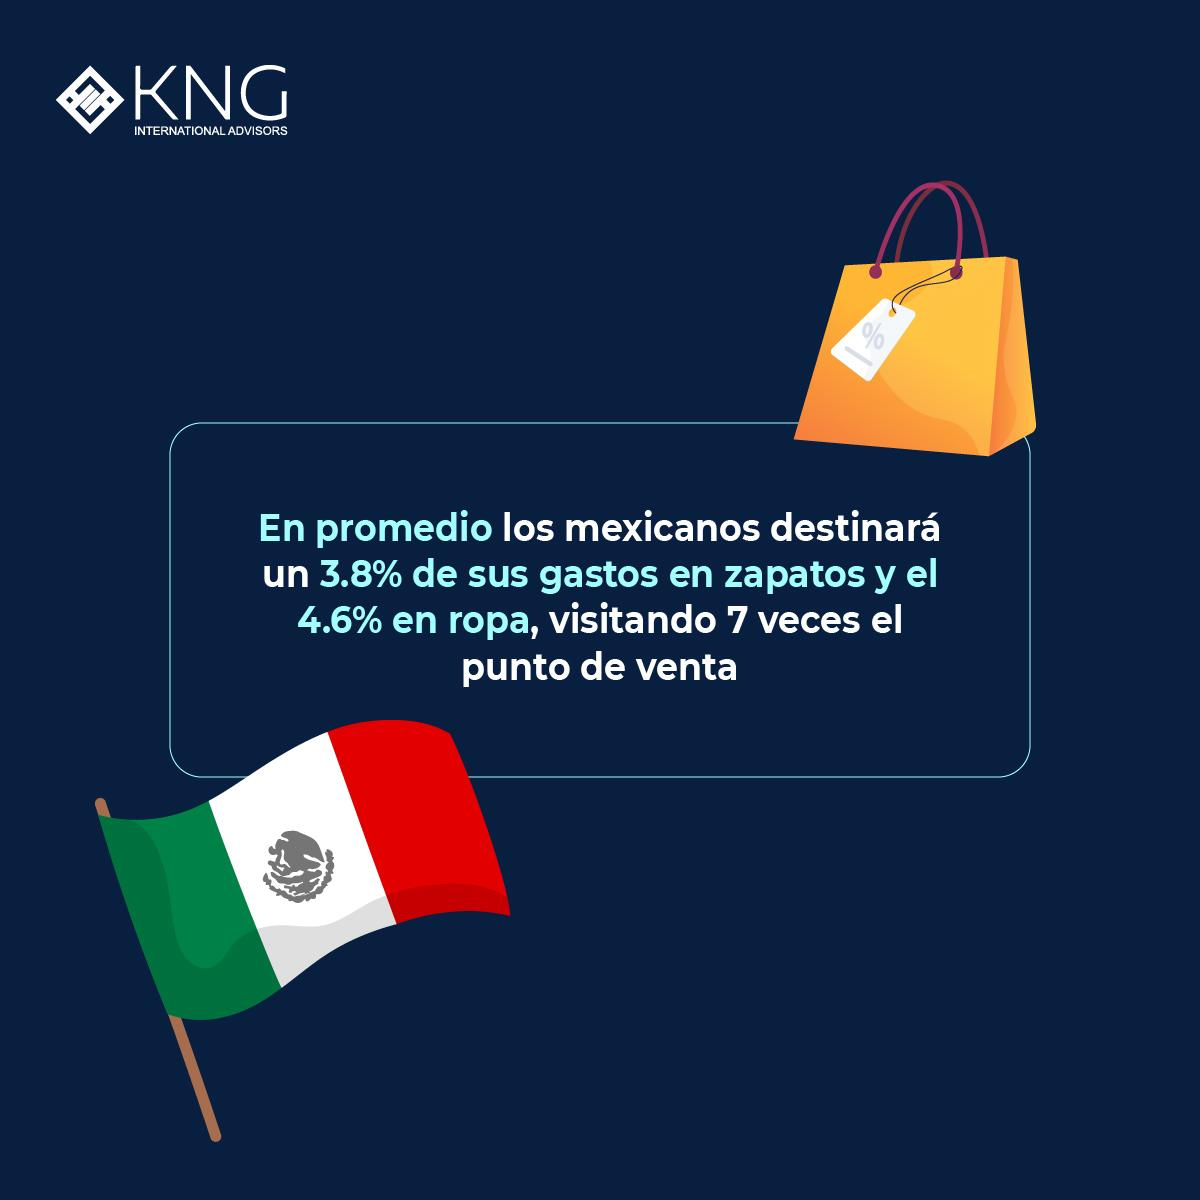 KNG
INTERNATIONAL ADVISORS
%
En promedio los mexicanos destinará
un 3.8% de sus gastos en zapatos y el
4.6% en ropa, visitando 7 veces el
punto de venta